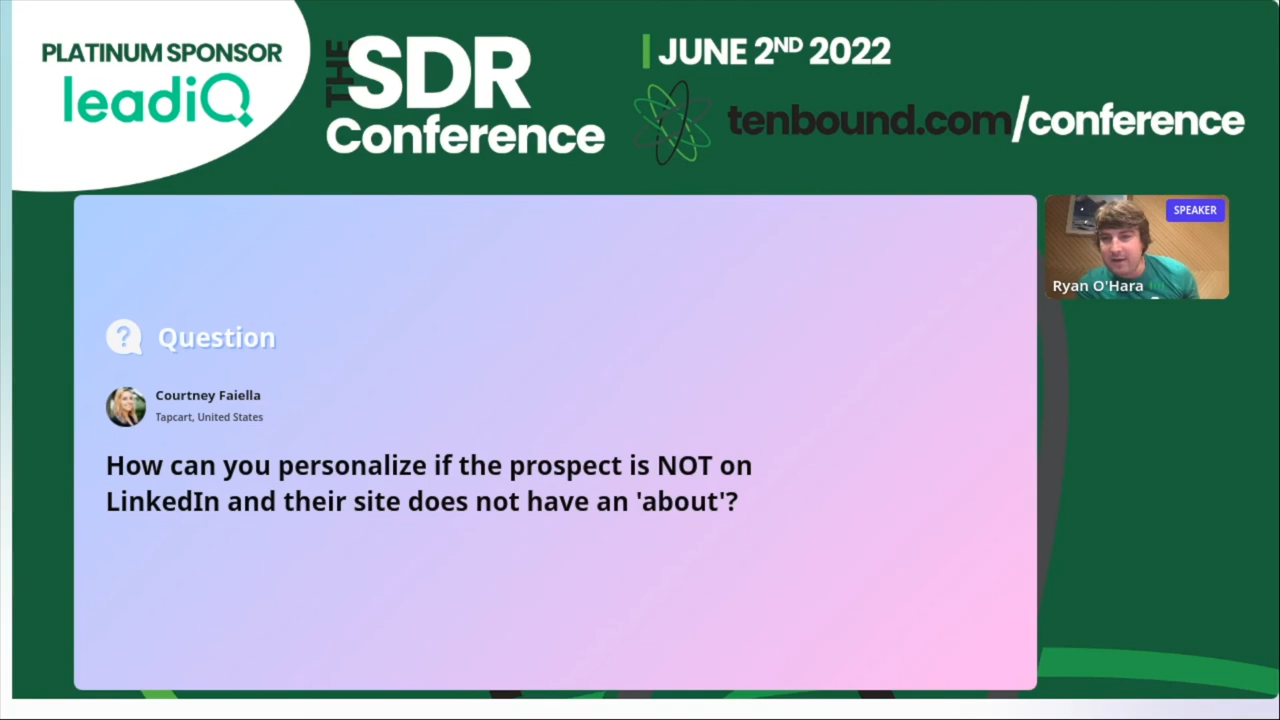 PLATINUM SPONSOR
leadiQ
THE
SDR
Conference
JUNE 2ND 2022
tenbound.com/conference
SPEAKER
Ryan O'Hara
Question
Courtney Faiella
Tapcart, United States
How can you personalize if the prospect is NOT on
LinkedIn and their site does not have an 'about'?